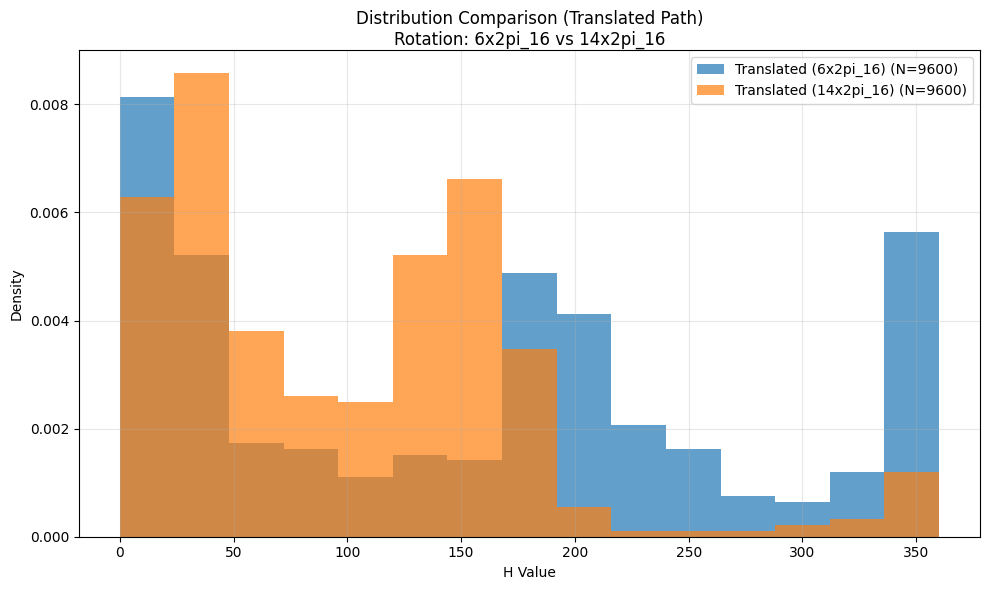 Distribution Comparison (Translated Path)
Rotation: 6x2pi_16 vs 14x2pi_16
Translated (6x2pi_16) (N=9600)
Translated (14x2pi_16) (N=9600)
0.008
0.006
0.004
0.002
0.000
Density
0 50 100 150 200 250 300 350
H Value